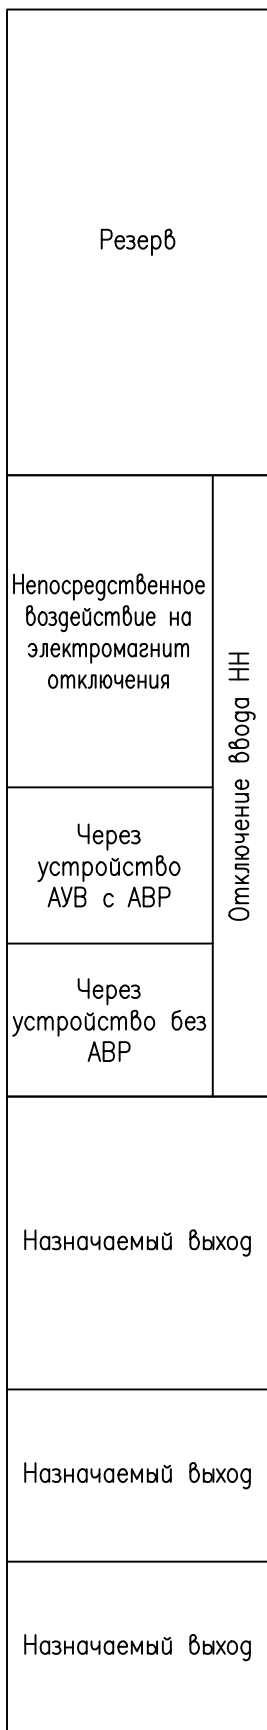 Резерв
Непосредственное
воздействие на
электромагнит
отключения
Отключение ввода НН
Через
устройство
АУВ с АВР
Через
устройство без
АВР
Назначаемый выход
Назначаемый выход
Назначаемый выход